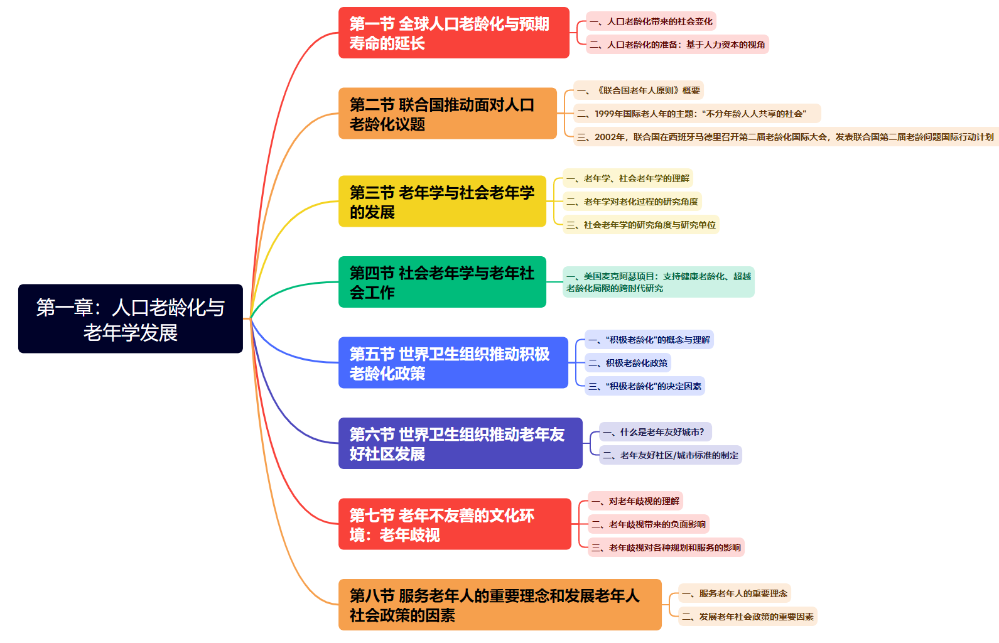 第一章：人口老龄化与
老年学发展
第一节 全球人口老龄化与预期
寿命的延长
一、人口老龄化带来的社会变化
二、人口老龄化的准备：基于人力资本的视角
第二节 联合国推动面对人口
老龄化议题
一、《联合国老年人原则》概要
二、1999年国际老人年的主题：“不分年龄人人共享的社会”
三、2002年，联合国在西班牙马德里召开第二届老龄化国际大会，发表联合国第二届老龄问题国际行动计划
第三节 老年学与社会老年学
的发展
一、老年学、社会老年学的理解
二、老年学对老化过程的研究角度
三、社会老年学的研究角度与研究单位
第四节 社会老年学与老年社
会工作
一、美国麦克阿瑟项目：支持健康老龄化、超越
老龄化局限的跨时代研究
第五节 世界卫生组织推动积极
老龄化政策
一、“积极老龄化”的概念与理解
二、积极老龄化政策
三、“积极老龄化”的决定因素
第六节 世界卫生组织推动老年友
好社区发展
一、什么是老年友好城市？
二、老年友好社区/城市标准的制定
第七节 老年不友善的文化环
境：老年歧视
一、对老年歧视的理解
二、老年歧视带来的负面影响
三、老年歧视对各种规划和服务的影响
第八节 服务老年人的重要理念和发展老年人
社会政策的因素
一、服务老年人的重要理念
二、发展老年社会政策的重要因素